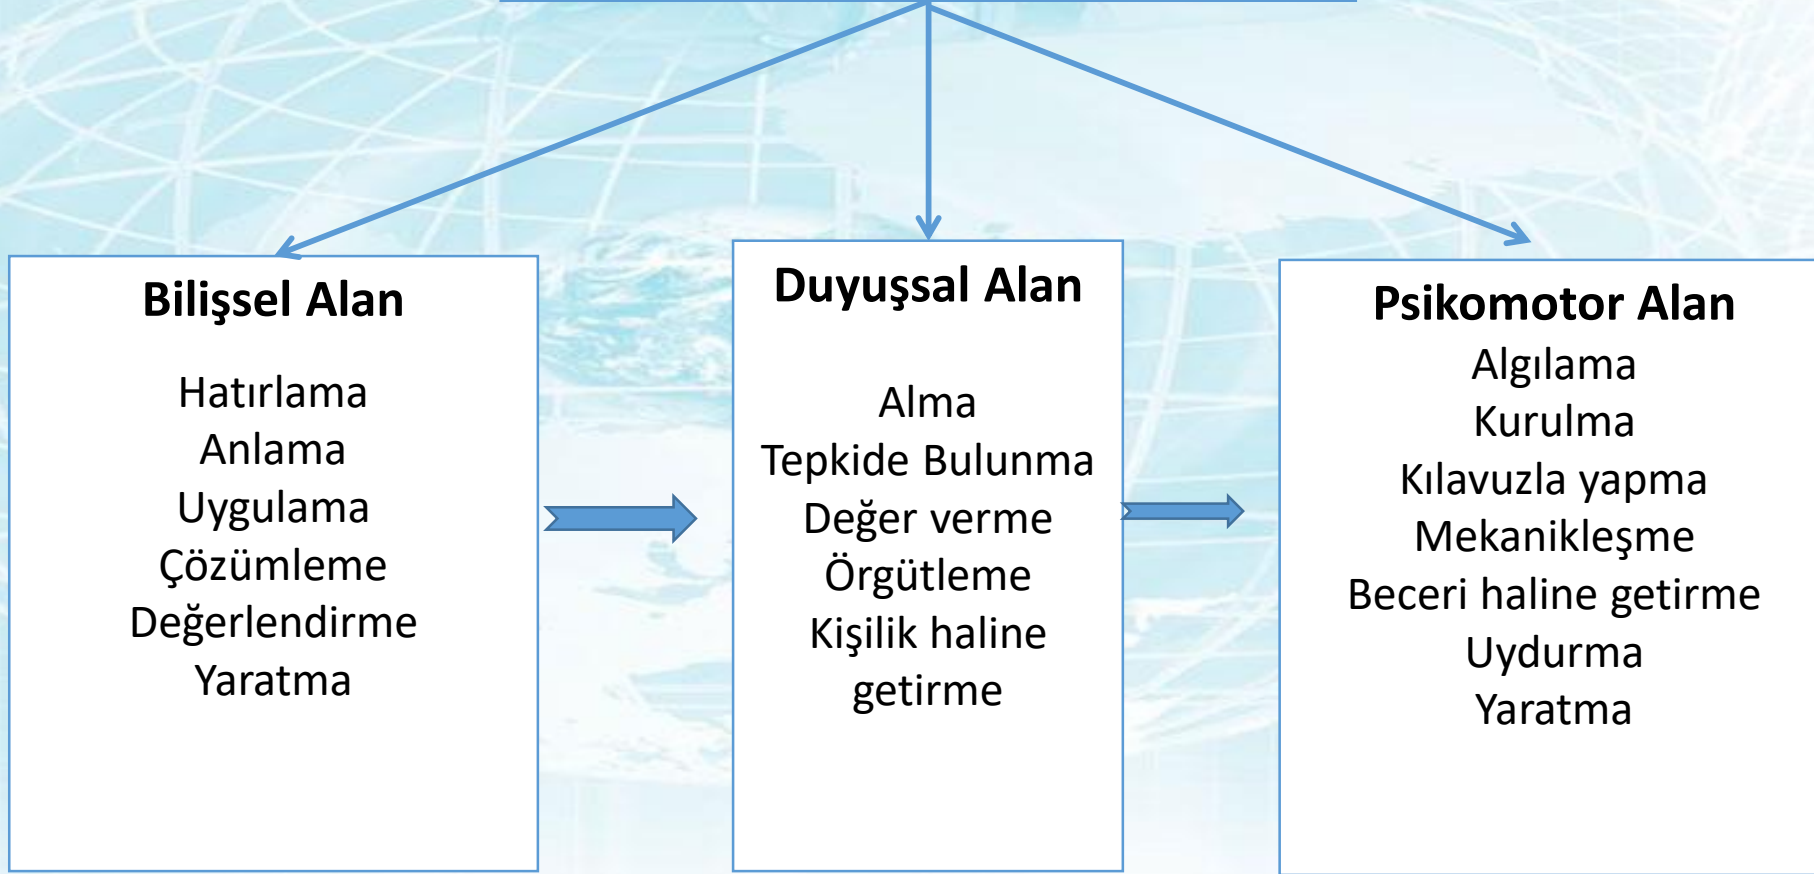 Bilişsel Alan
Hatırlama
Anlama
Uygulama
Çözümleme
Değerlendirme
Yaratma
Duyuşsal Alan
Alma
Tepkide Bulunma
Değer verme
Örgütleme
Kişilik haline
getirme
Psikomotor Alan
Algılama
Kurulma
Kılavuzla yapma
Mekanikleşme
Beceri haline getirme
Uydurma
Yaratma